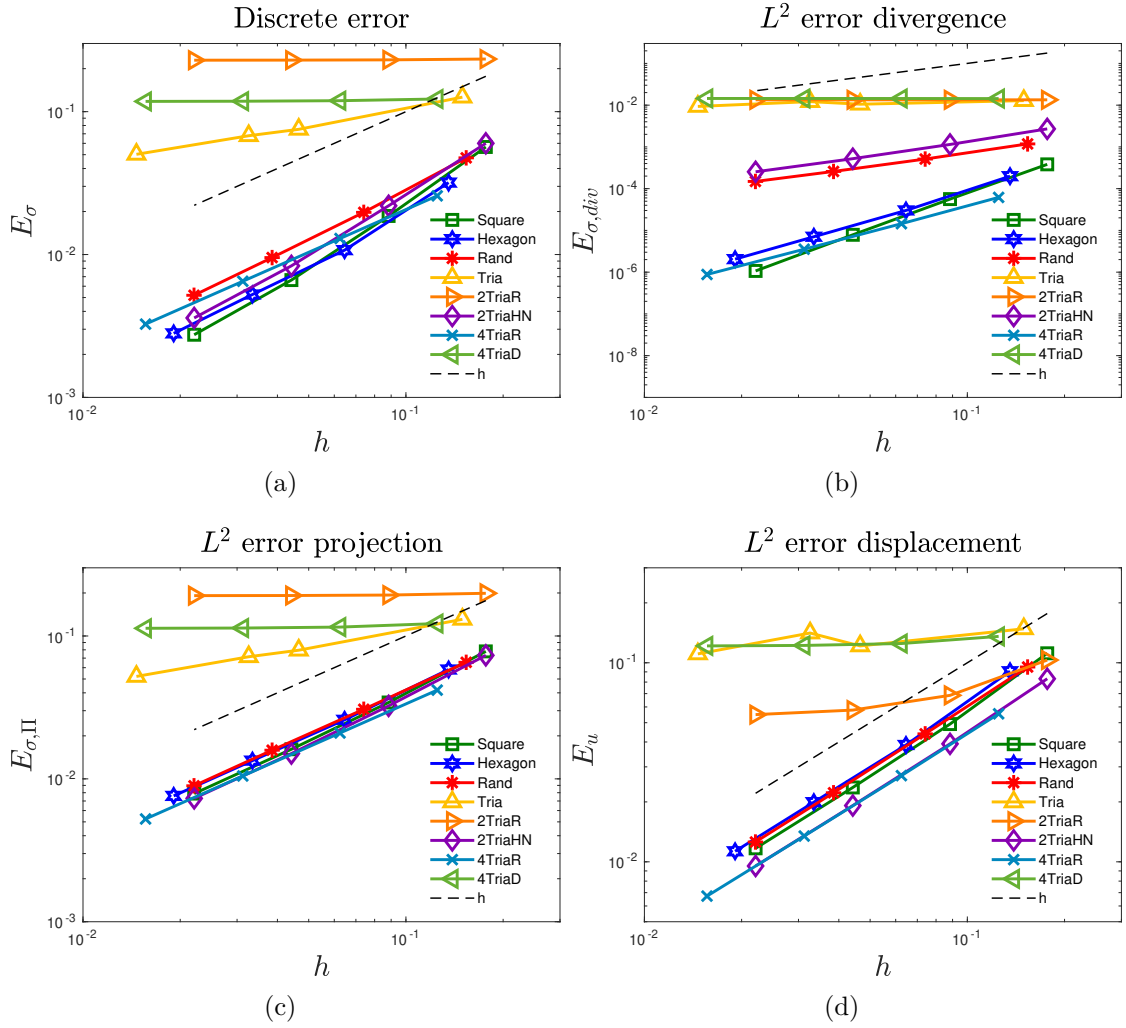 Discrete error
10^-1
10^-2
10^-3
E_σ
Square
Hexagon
Rand
Tria
2TriaR
2TriaHN
4TriaR
4TriaD
h
10^-2
10^-1
h
(a)
L^2 error divergence
10^-2
10^-4
10^-6
10^-8
E_σ,div
Square
Hexagon
Rand
Tria
2TriaR
2TriaHN
4TriaR
4TriaD
h
10^-2
10^-1
h
(b)
L^2 error projection
10^-1
10^-2
10^-3
E_σ,Π
Square
Hexagon
Rand
Tria
2TriaR
2TriaHN
4TriaR
4TriaD
h
10^-2
10^-1
h
(c)
L^2 error displacement
10^-1
10^-2
E_u
Square
Hexagon
Rand
Tria
2TriaR
2TriaHN
4TriaR
4TriaD
h
10^-2
10^-1
h
(d)